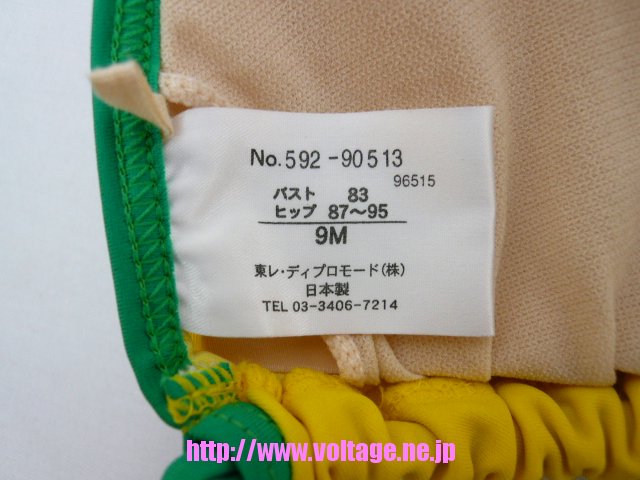 No.592-90513
96515
バスト 83
ヒップ 87～95
9M
東レ・ディプロモード(株)
日本製
TEL 03-3406-7214
http://www.voltage.ne.jp